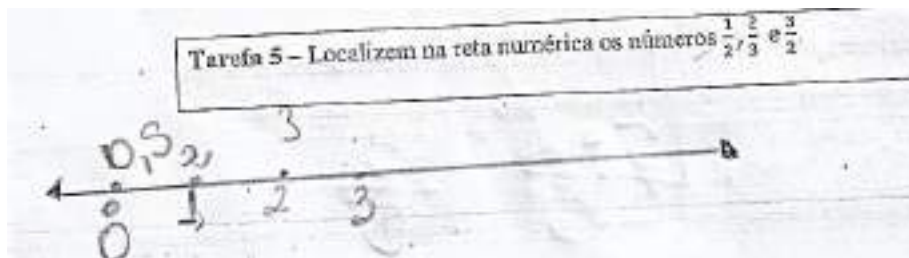 Tarefa 5 – Localizem na reta numérica os números 1/2, 2/3 e 3/2.
0,5 2, 3
0 1, 2 3
0